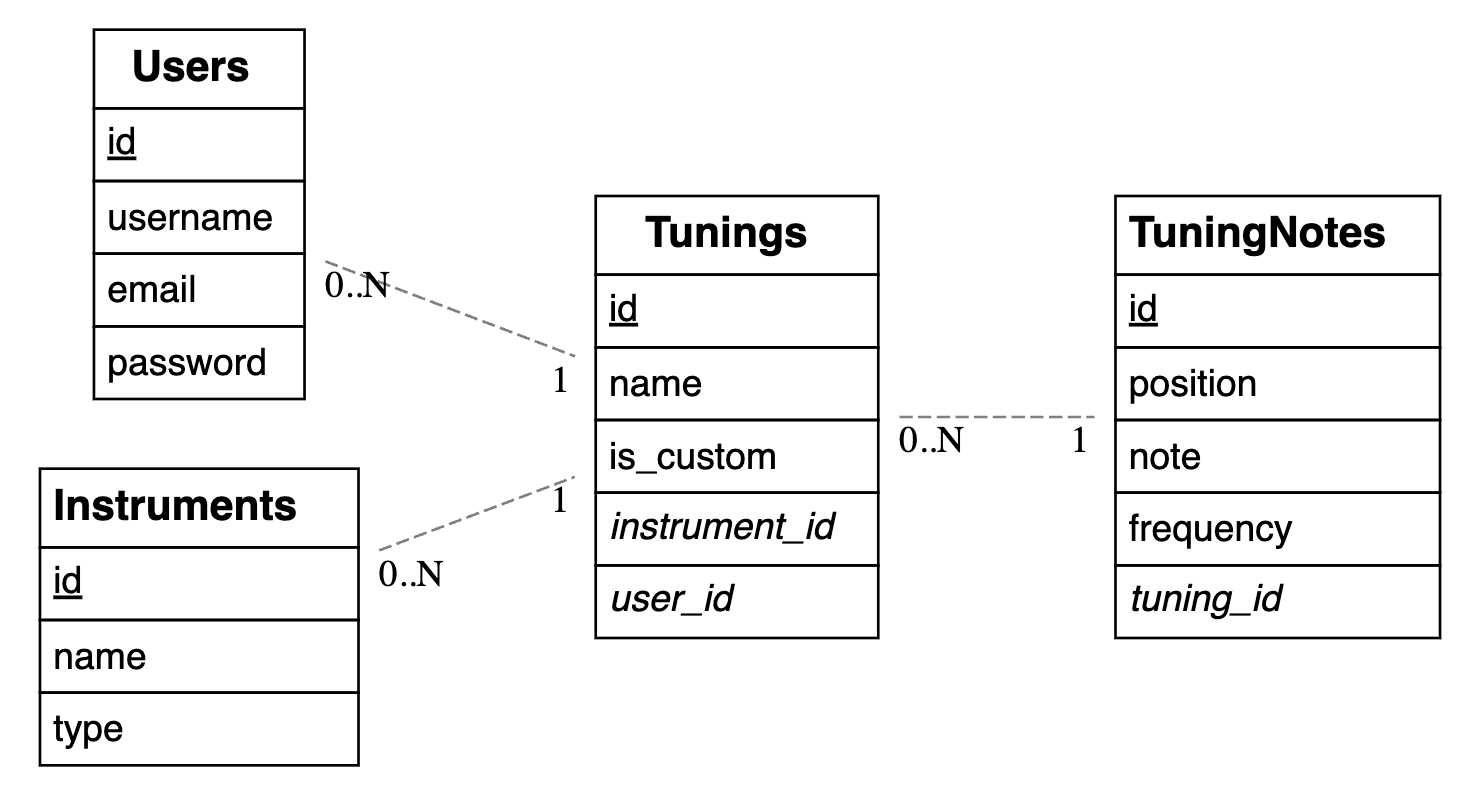 Users
id
username
email
password
0..N
1
Instruments
id
name
type
0..N
1
Tunings
id
name
is_custom
instrument_id
user_id
0..N
1
TuningNotes
id
position
note
frequency
tuning_id